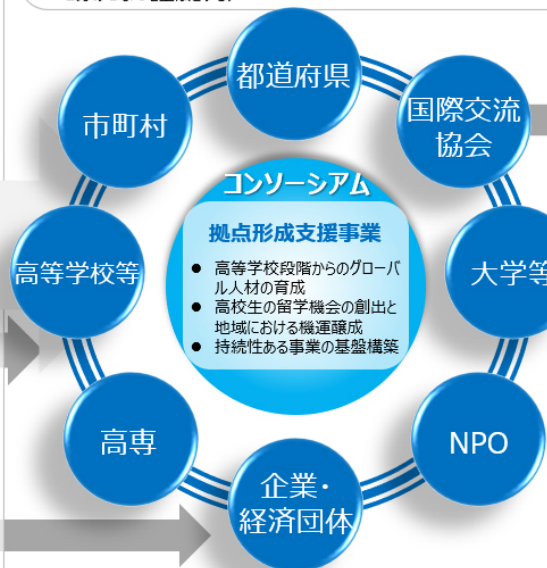 都道府県
国際交流
協会
大学等
NPO
企業・
経済団体
高専
高等学校等
市町村
コンソーシアム
拠点形成支援事業
● 高等学校段階からのグローバ
ル人材の育成
● 高校生の留学機会の創出と
地域における機運醸成
● 持続性ある事業の基盤構築